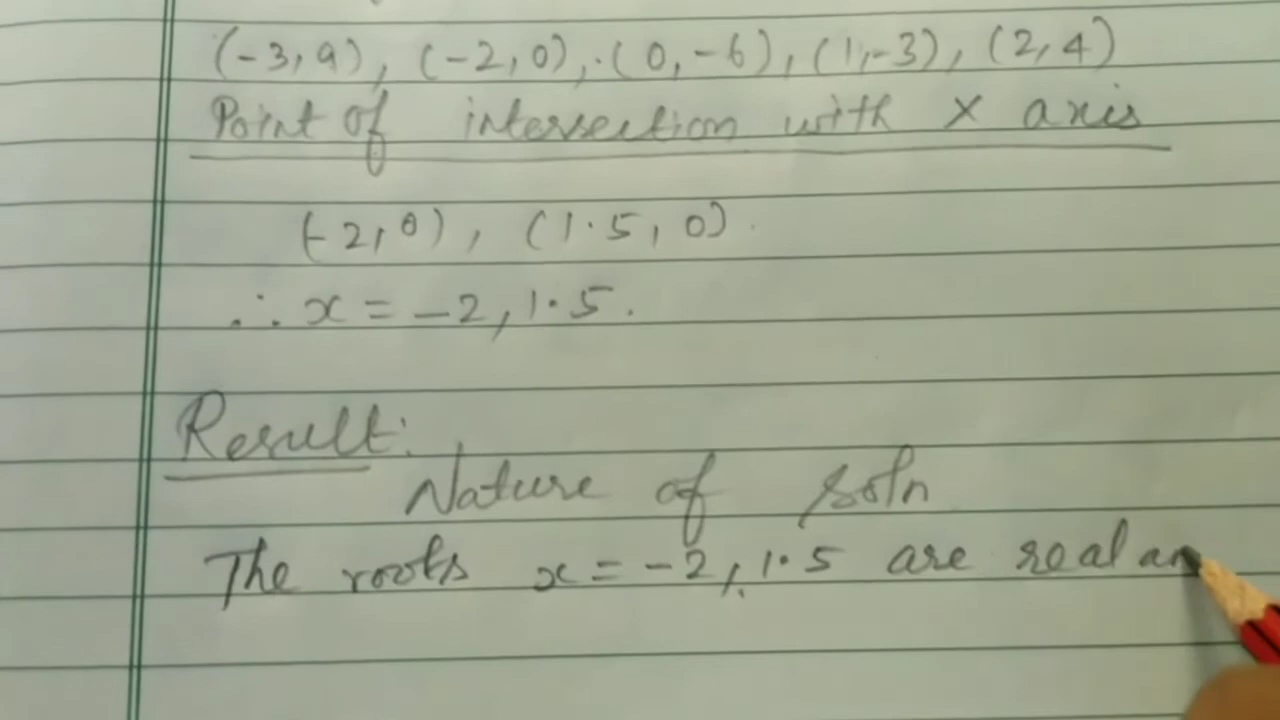 (-3,9), (-2,0), (0,-6), (1,-3), (2,4)
Point of intersection with X axis
(-2,0), (1.5,0)
∴ x = -2, 1.5.
Result:
Nature of soln
The roots x = -2, 1.5 are real an